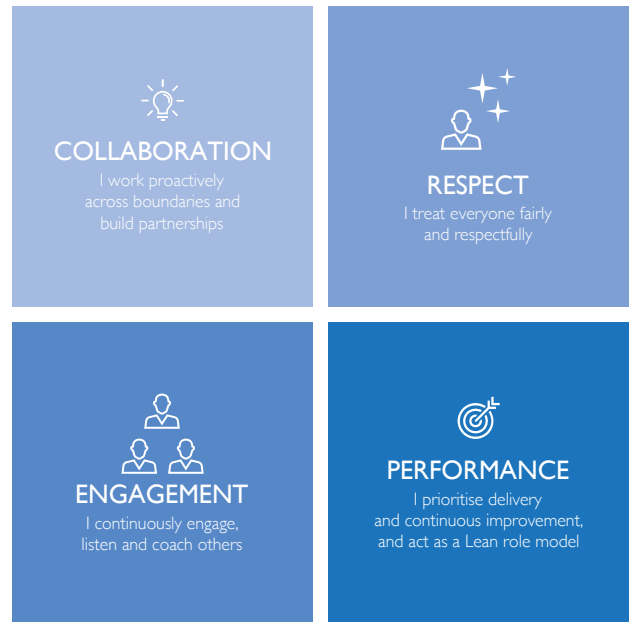 COLLABORATION
I work proactively
across boundaries and
build partnerships
RESPECT
I treat everyone fairly
and respectfully
ENGAGEMENT
I continuously engage,
listen and coach others
PERFORMANCE
I prioritise delivery
and continuous improvement,
and act as a Lean role model